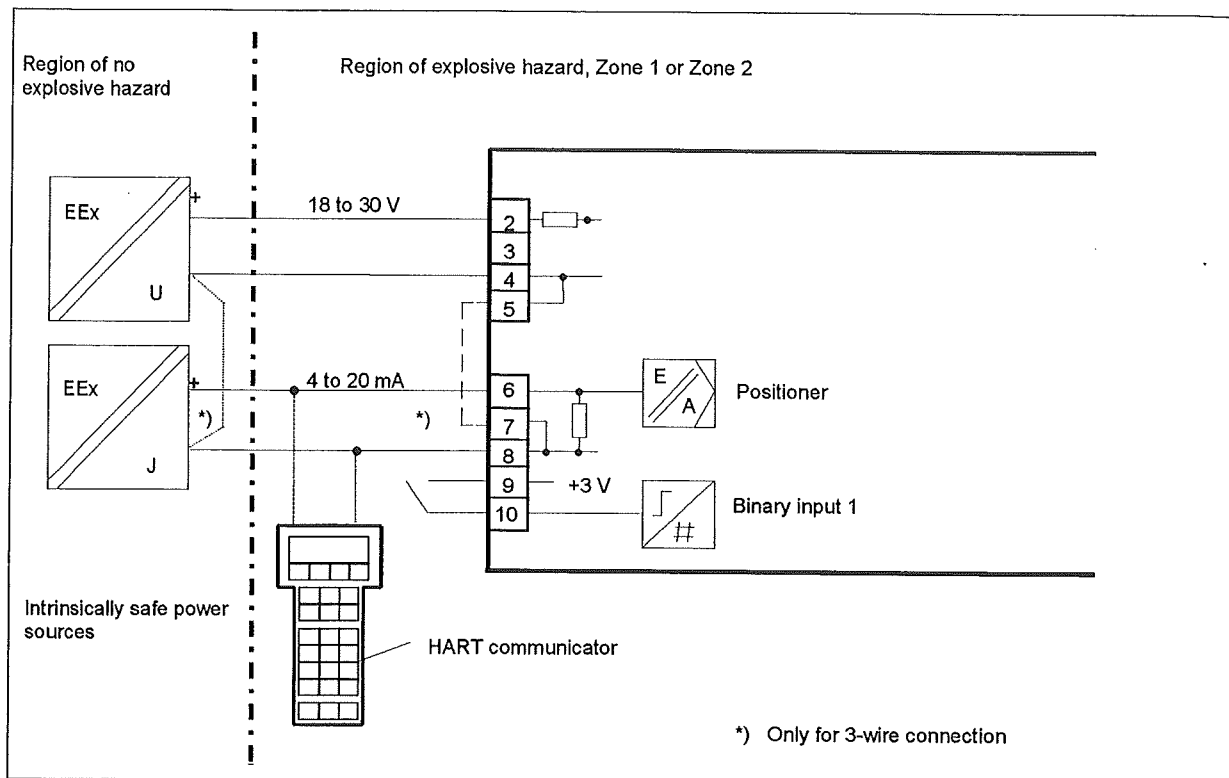 Region of no
explosive hazard
Region of explosive hazard, Zone 1 or Zone 2
EEx
+
U
18 to 30 V
2
3
4
5
EEx
+
*)
J
4 to 20 mA
*)
6
7
8
9
10
+3 V
E
A
Positioner
Binary input 1
#
Intrinsically safe power
sources
HART communicator
*) Only for 3-wire connection